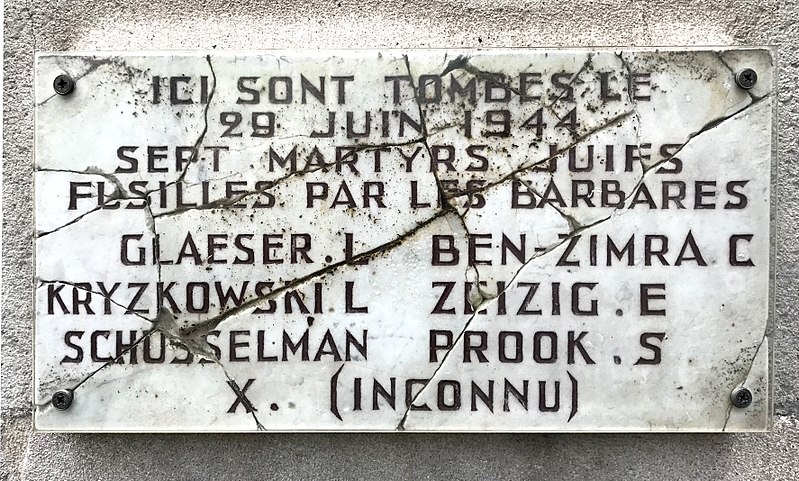 ICI SONT TOMBES LE
29 JUIN 1944
SEPT MARTYRS JUIFS
FUSILLES PAR LES BARBARES
GLAESER. L BEN-ZIMRA. C
KRYZKOWSKI. L ZEIZIG. E
SCHUSSELMAN PROOK. S
X. (INCONNU)